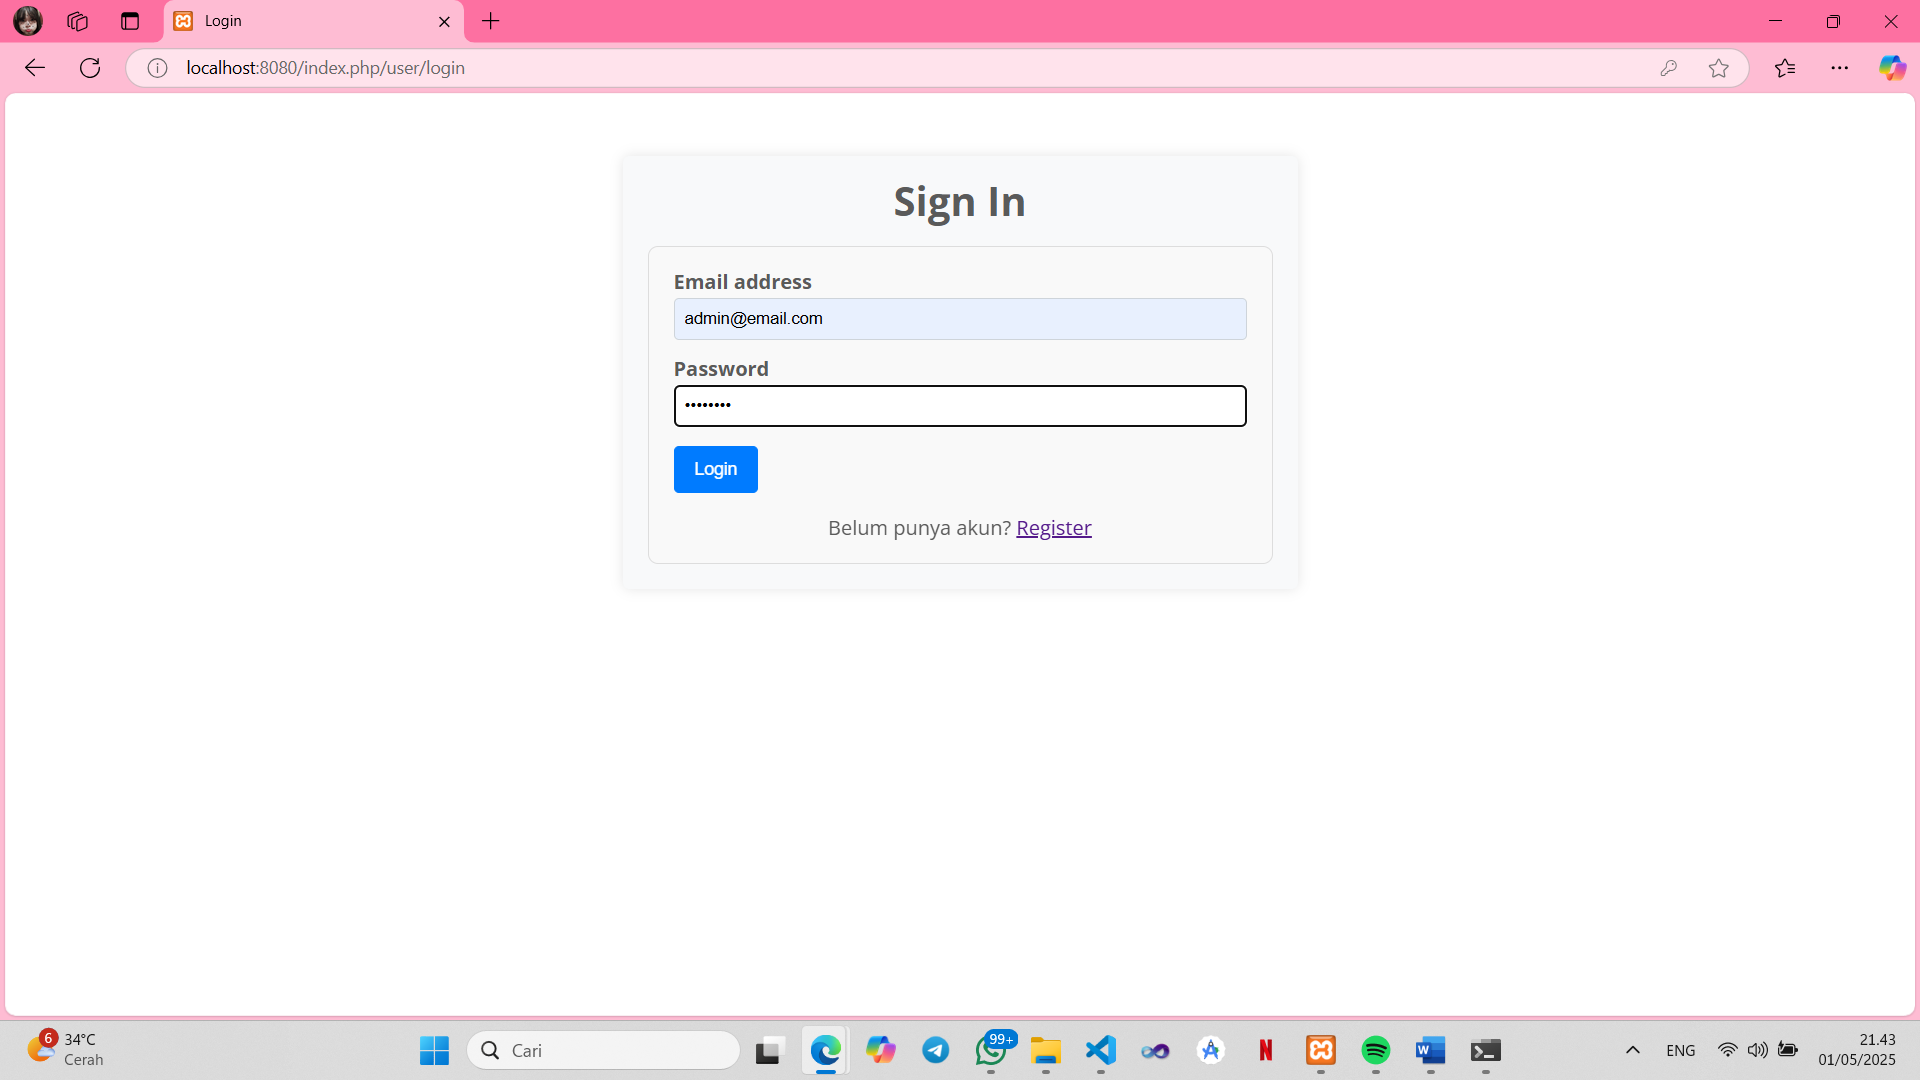 Login
localhost:8080/index.php/user/login
Sign In
Email address
admin@email.com
Password
••••••••
Login
Belum punya akun? Register
6
34°C
Cerah
Cari
99+
ENG
21.43
01/05/2025